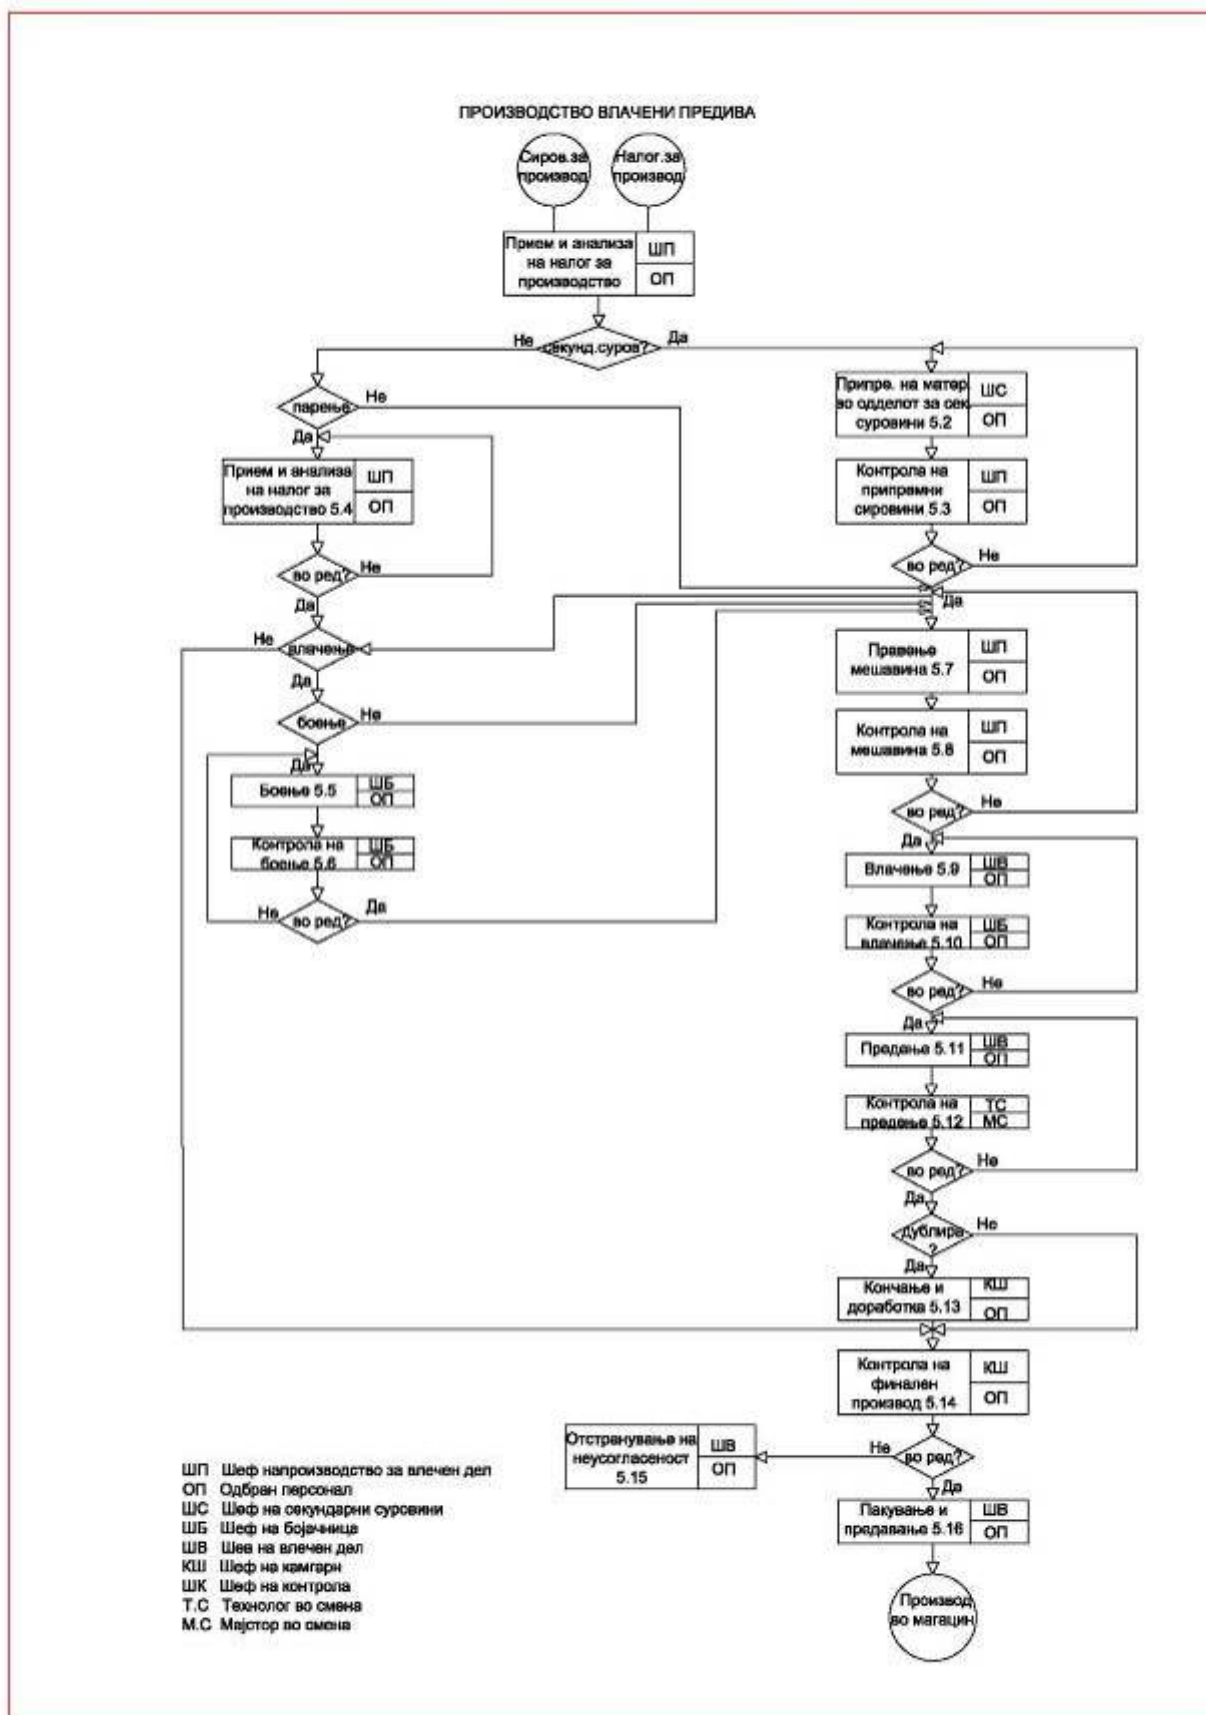 ПРОИЗВОДСТВО ВЛАЧЕНИ ПРЕДИВА
Сиров.за
производ
Налог.за
производ
Прием и анализа
на налог за
производство
ШП
ОП
Не
секунд.суров?
Да
парење
Не
Да
Припре. на матер.
во одделот за сек.
суровини 5.2
ШС
ОП
Прием и анализа
на налог за
производство 5.4
ШП
ОП
Контрола на
припремни
сировини 5.3
ШП
ОП
во ред?
Не
Да
во ред?
Не
Да
Не
влачење
Да
Правење
мешавина 5.7
ШП
ОП
боење
Не
Да
Контрола на
мешавина 5.8
ШП
ОП
Боење 5.5
ШБ
ОП
во ред?
Не
Да
Контрола на
боење 5.6
ШБ
ОП
Влачење 5.9
ШВ
ОП
Не
во ред?
Да
Контрола на
влачење 5.10
ШБ
ОП
во ред?
Не
Да
Предење 5.11
ШВ
ОП
Контрола на
предење 5.12
ТС
МС
во ред?
Не
Да
дублира
?
Не
Да
Кончање и
доработка 5.13
КШ
ОП
Контрола на
финален
производ 5.14
КШ
ОП
Отстранување на
неусогласеност
5.15
ШВ
ОП
Не
во ред?
Да
Пакување и
предавање 5.16
ШВ
ОП
Производ
во магацин
ШП Шеф напроизводство за влечен дел
ОП Одбран персонал
ШС Шеф на секундарни суровини
ШБ Шеф на бојачница
ШВ Шев на влечен дел
КШ Шеф на камгарн
ШК Шеф на контрола
Т.С Технолог во смена
М.С Мајстор во смена